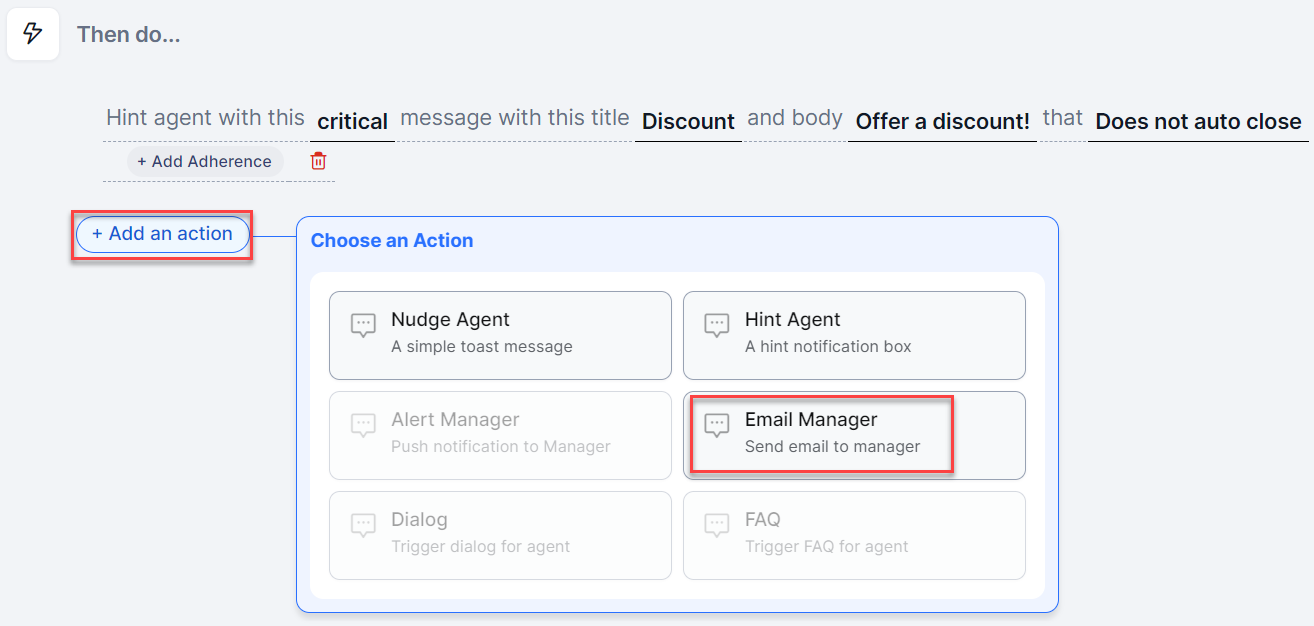 Then do...
Hint agent with this critical message with this title Discount and body Offer a discount! that Does not auto close
+ Add Adherence
+ Add an action
Choose an Action
Nudge Agent
A simple toast message
Hint Agent
A hint notification box
Alert Manager
Push notification to Manager
Email Manager
Send email to manager
Dialog
Trigger dialog for agent
FAQ
Trigger FAQ for agent